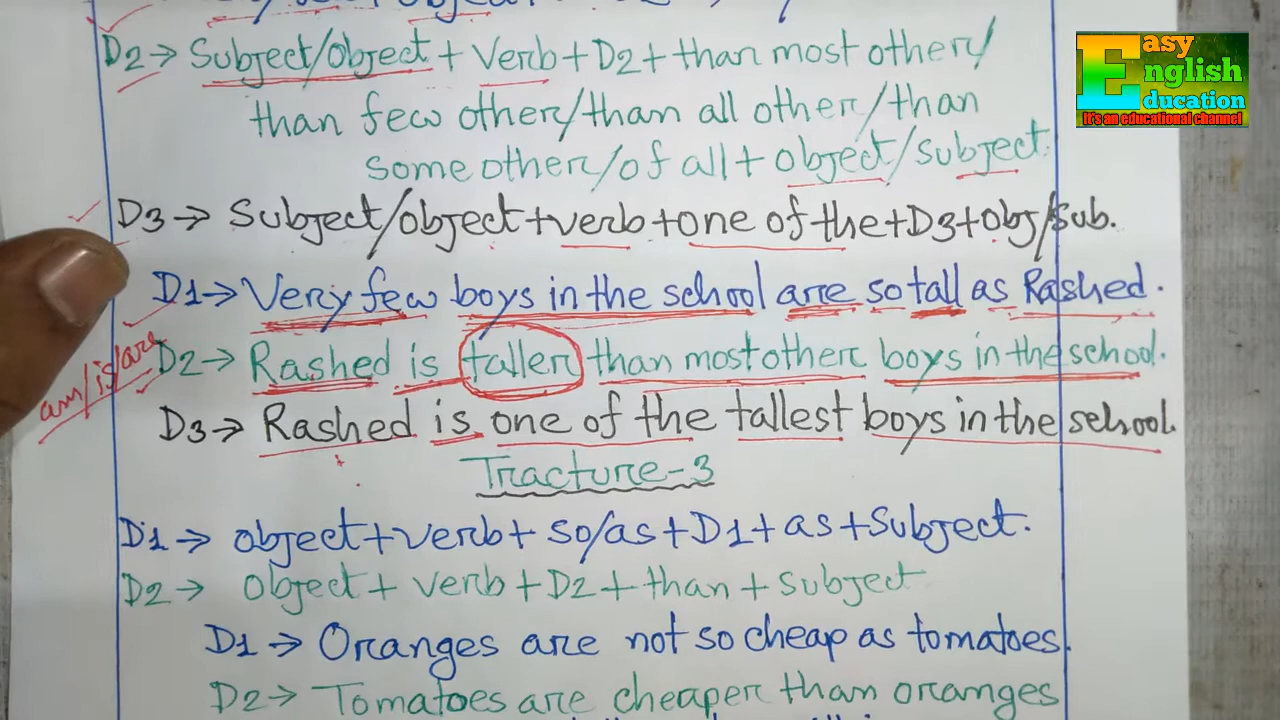 D2→ Subject/object + Verb + D2 + than most other/
than few other/than all other/than
some other/of all + object/subject.
D3→ Subject/object+verb+one of the+D3+obj/sub.
D1→ Very few boys in the school are so tall as Rashed.
am/is/are
D2→ Rashed is taller than most other boys in the school.
D3→ Rashed is one of the tallest boys in the school.
Tracture-3
D1→ object+verb+so/as+D1+as+Subject.
D2→ object + verb + D2 + than + Subject
D1→ Oranges are not so cheap as tomatoes.
D2→ Tomatoes are cheaper than oranges
Easy
English
Education
It's an educational channel